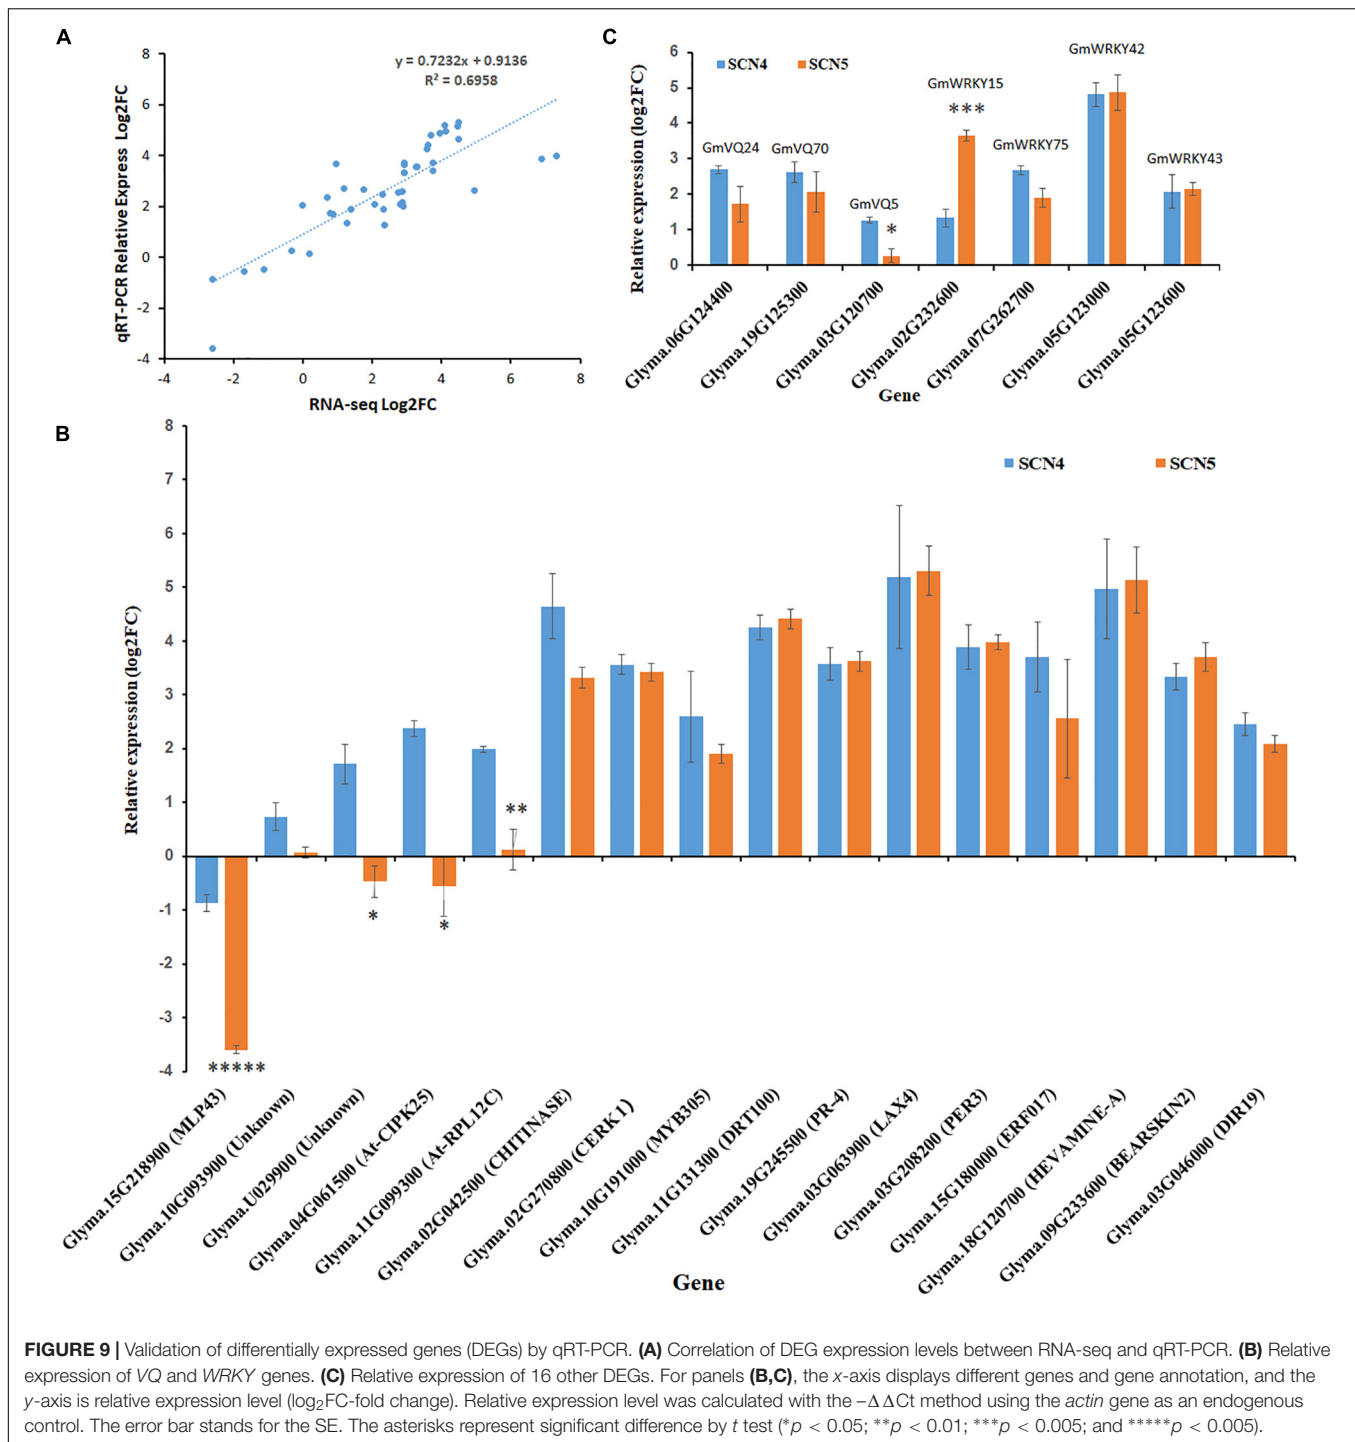 A
y = 0.7232x + 0.9136
R² = 0.6958
qRT-PCR Relative Express Log2FC
8
6
4
2
0
-2
-4
-4 -2 0 2 4 6 8
RNA-seq Log2FC
C
SCN4 SCN5
Relative expression (log2FC)
6
5
4
3
2
1
0
GmVQ24
GmVQ70
GmVQ5
*
GmWRKY15
***
GmWRKY75
GmWRKY42
GmWRKY43
Glyma.06G124400
Glyma.19G125300
Glyma.03G120700
Glyma.02G232600
Glyma.07G262700
Glyma.05G123000
Glyma.05G123600
Gene
B
SCN4 SCN5
Relative expression (log2FC)
8
7
6
5
4
3
2
1
0
-1
-2
-3
-4
*****
*
*
**
Glyma.15G218900 (MLP43)
Glyma.10G093900 (Unknown)
Glyma.U029900 (Unknown)
Glyma.04G061500 (At-CIPK25)
Glyma.11G099300 (At-RPL12C)
Glyma.02G042500 (CHITINASE)
Glyma.02G270800 (CERK1)
Glyma.10G191000 (MYB305)
Glyma.11G131300 (DRT100)
Glyma.19G245500 (PR-4)
Glyma.03G063900 (LAX4)
Glyma.03G208200 (PER3)
Glyma.15G180000 (ERF017)
Glyma.18G120700 (HEVAMINE-A)
Glyma.09G233600 (BEARSKIN2)
Glyma.03G046000 (DIR19)
Gene
FIGURE 9 | Validation of differentially expressed genes (DEGs) by qRT-PCR. (A) Correlation of DEG expression levels between RNA-seq and qRT-PCR. (B) Relative
expression of VQ and WRKY genes. (C) Relative expression of 16 other DEGs. For panels (B,C), the x-axis displays different genes and gene annotation, and the
y-axis is relative expression level (log₂FC-fold change). Relative expression level was calculated with the –ΔΔCt method using the actin gene as an endogenous
control. The error bar stands for the SE. The asterisks represent significant difference by t test (*p < 0.05; **p < 0.01; ***p < 0.005; and *****p < 0.005).